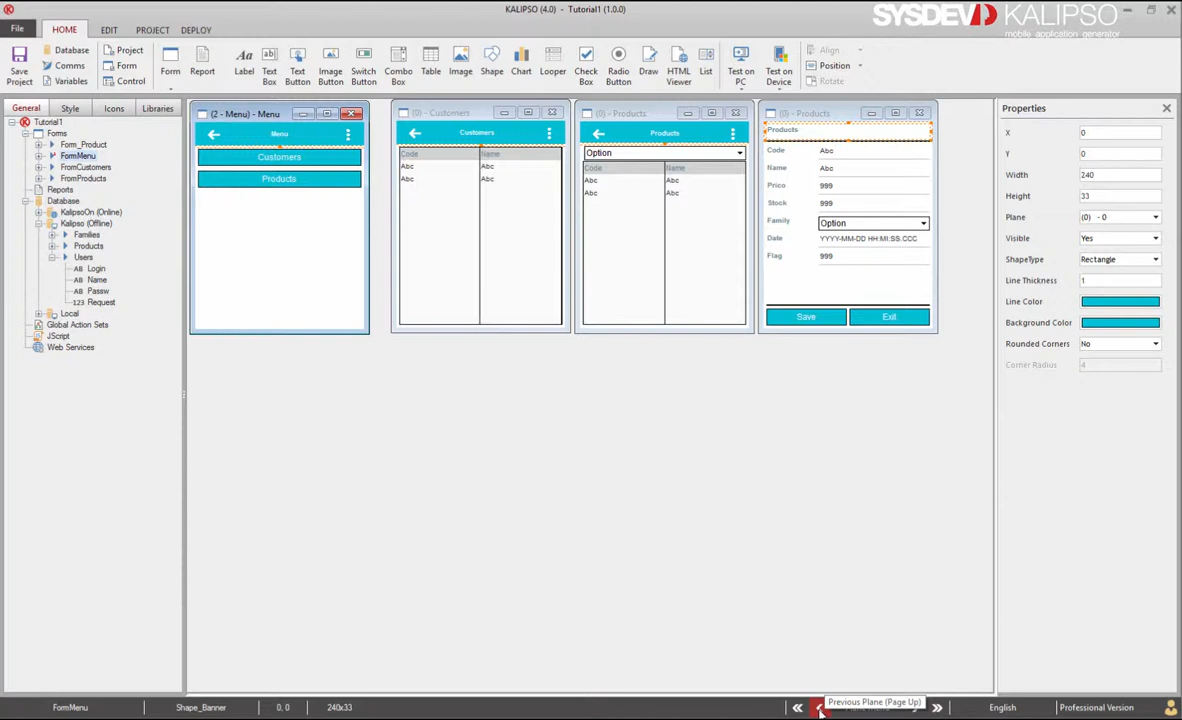 KALIPSO (4.0) - Tutorial1 (1.0.0)
SYSDEV KALIPSO
mobile application generator
File
HOME
EDIT
PROJECT
DEPLOY
Save Project
Database
Comms
Variables
Project
Form
Control
Form
Report
Label
Text Box
Text Button
Image Button
Switch Button
Combo Box
Table
Image
Shape
Chart
Looper
Check Box
Radio Button
Draw
HTML Viewer
List
Test on PC
Test on Device
Align
Position
Rotate
General
Style
Icons
Libraries
Tutorial1
Forms
Form_Product
FormMenu
FromCustomers
FromProducts
Reports
Database
KalipsoOn (Online)
Kalipso (Offline)
Families
Products
Users
AB Login
AB Name
AB Passw
123 Request
Local
Global Action Sets
JScript
Web Services
(2 - Menu) - Menu
Menu
Customers
Products
(0) - Customers
Customers
Code Name
Abc Abc
Abc Abc
(0) - Products
Products
Option
Code Name
Abc Abc
Abc Abc
(0) - Products
Products
Code Abc
Name Abc
Price 999
Stock 999
Family Option
Date YYYY-MM-DD HH:MI:SS.CCC
Flag 999
Save Exit
Properties
X 0
Y 0
Width 240
Height 33
Plane (0) - 0
Visible Yes
ShapeType Rectangle
Line Thickness 1
Line Color
Background Color
Rounded Corners No
Corner Radius 4
Previous Plane (Page Up)
FormMenu
Shape_Banner
0, 0
240x33
English
Professional Version